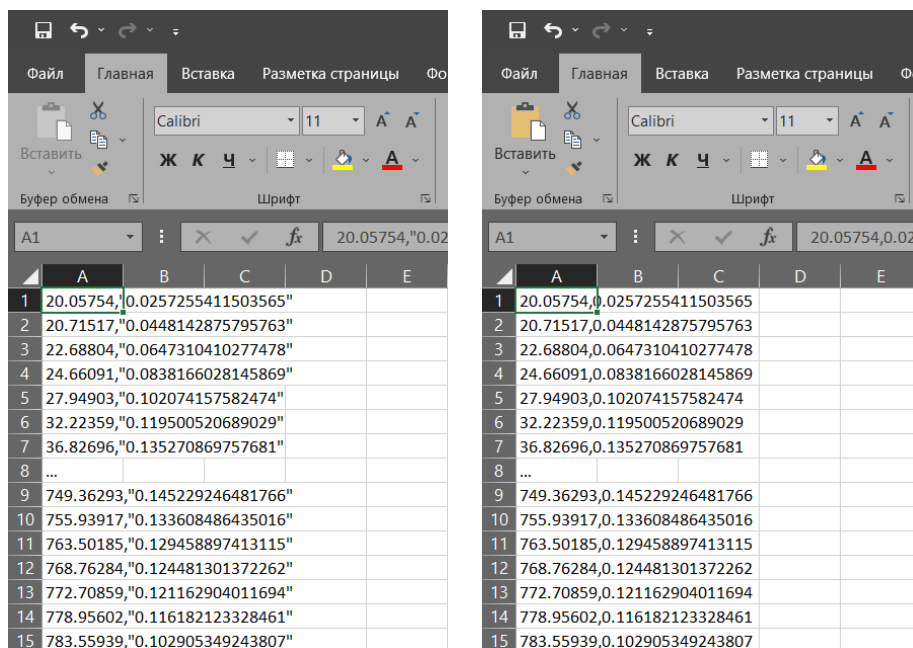 Файл Главная Вставка Разметка страницы Фо
Calibri 11 A A
Вставить
Ж К Ч A
Буфер обмена Шрифт
A1 fx 20.05754,"0.02
A B C D E
1 20.05754,"0.0257255411503565"
2 20.71517,"0.0448142875795763"
3 22.68804,"0.0647310410277478"
4 24.66091,"0.0838166028145869"
5 27.94903,"0.102074157582474"
6 32.22359,"0.119500520689029"
7 36.82696,"0.135270869757681"
8 ...
9 749.36293,"0.145229246481766"
10 755.93917,"0.133608486435016"
11 763.50185,"0.129458897413115"
12 768.76284,"0.124481301372262"
13 772.70859,"0.121162904011694"
14 778.95602,"0.116182123328461"
15 783.55939,"0.102905349243807"
Файл Главная Вставка Разметка страницы Ф
Calibri 11 A A
Вставить
Ж К Ч A
Буфер обмена Шрифт
A1 fx 20.05754,0.02
A B C D E
1 20.05754,0.0257255411503565
2 20.71517,0.0448142875795763
3 22.68804,0.0647310410277478
4 24.66091,0.0838166028145869
5 27.94903,0.102074157582474
6 32.22359,0.119500520689029
7 36.82696,0.135270869757681
8 ...
9 749.36293,0.145229246481766
10 755.93917,0.133608486435016
11 763.50185,0.129458897413115
12 768.76284,0.124481301372262
13 772.70859,0.121162904011694
14 778.95602,0.116182123328461
15 783.55939,0.102905349243807